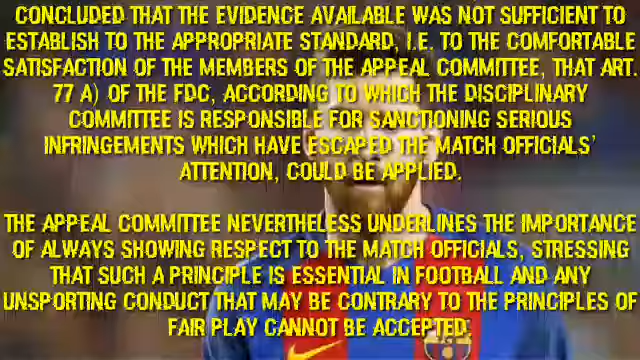 CONCLUDED THAT THE EVIDENCE AVAILABLE WAS NOT SUFFICIENT TO
ESTABLISH TO THE APPROPRIATE STANDARD, I.E. TO THE COMFORTABLE
SATISFACTION OF THE MEMBERS OF THE APPEAL COMMITTEE, THAT ART.
77 A) OF THE FDC, ACCORDING TO WHICH THE DISCIPLINARY
COMMITTEE IS RESPONSIBLE FOR SANCTIONING SERIOUS
INFRINGEMENTS WHICH HAVE ESCAPED THE MATCH OFFICIALS'
ATTENTION, COULD BE APPLIED.
THE APPEAL COMMITTEE NEVERTHELESS UNDERLINES THE IMPORTANCE
OF ALWAYS SHOWING RESPECT TO THE MATCH OFFICIALS, STRESSING
THAT SUCH A PRINCIPLE IS ESSENTIAL IN FOOTBALL AND ANY
UNSPORTING CONDUCT THAT MAY BE CONTRARY TO THE PRINCIPLES OF
FAIR PLAY CANNOT BE ACCEPTED.